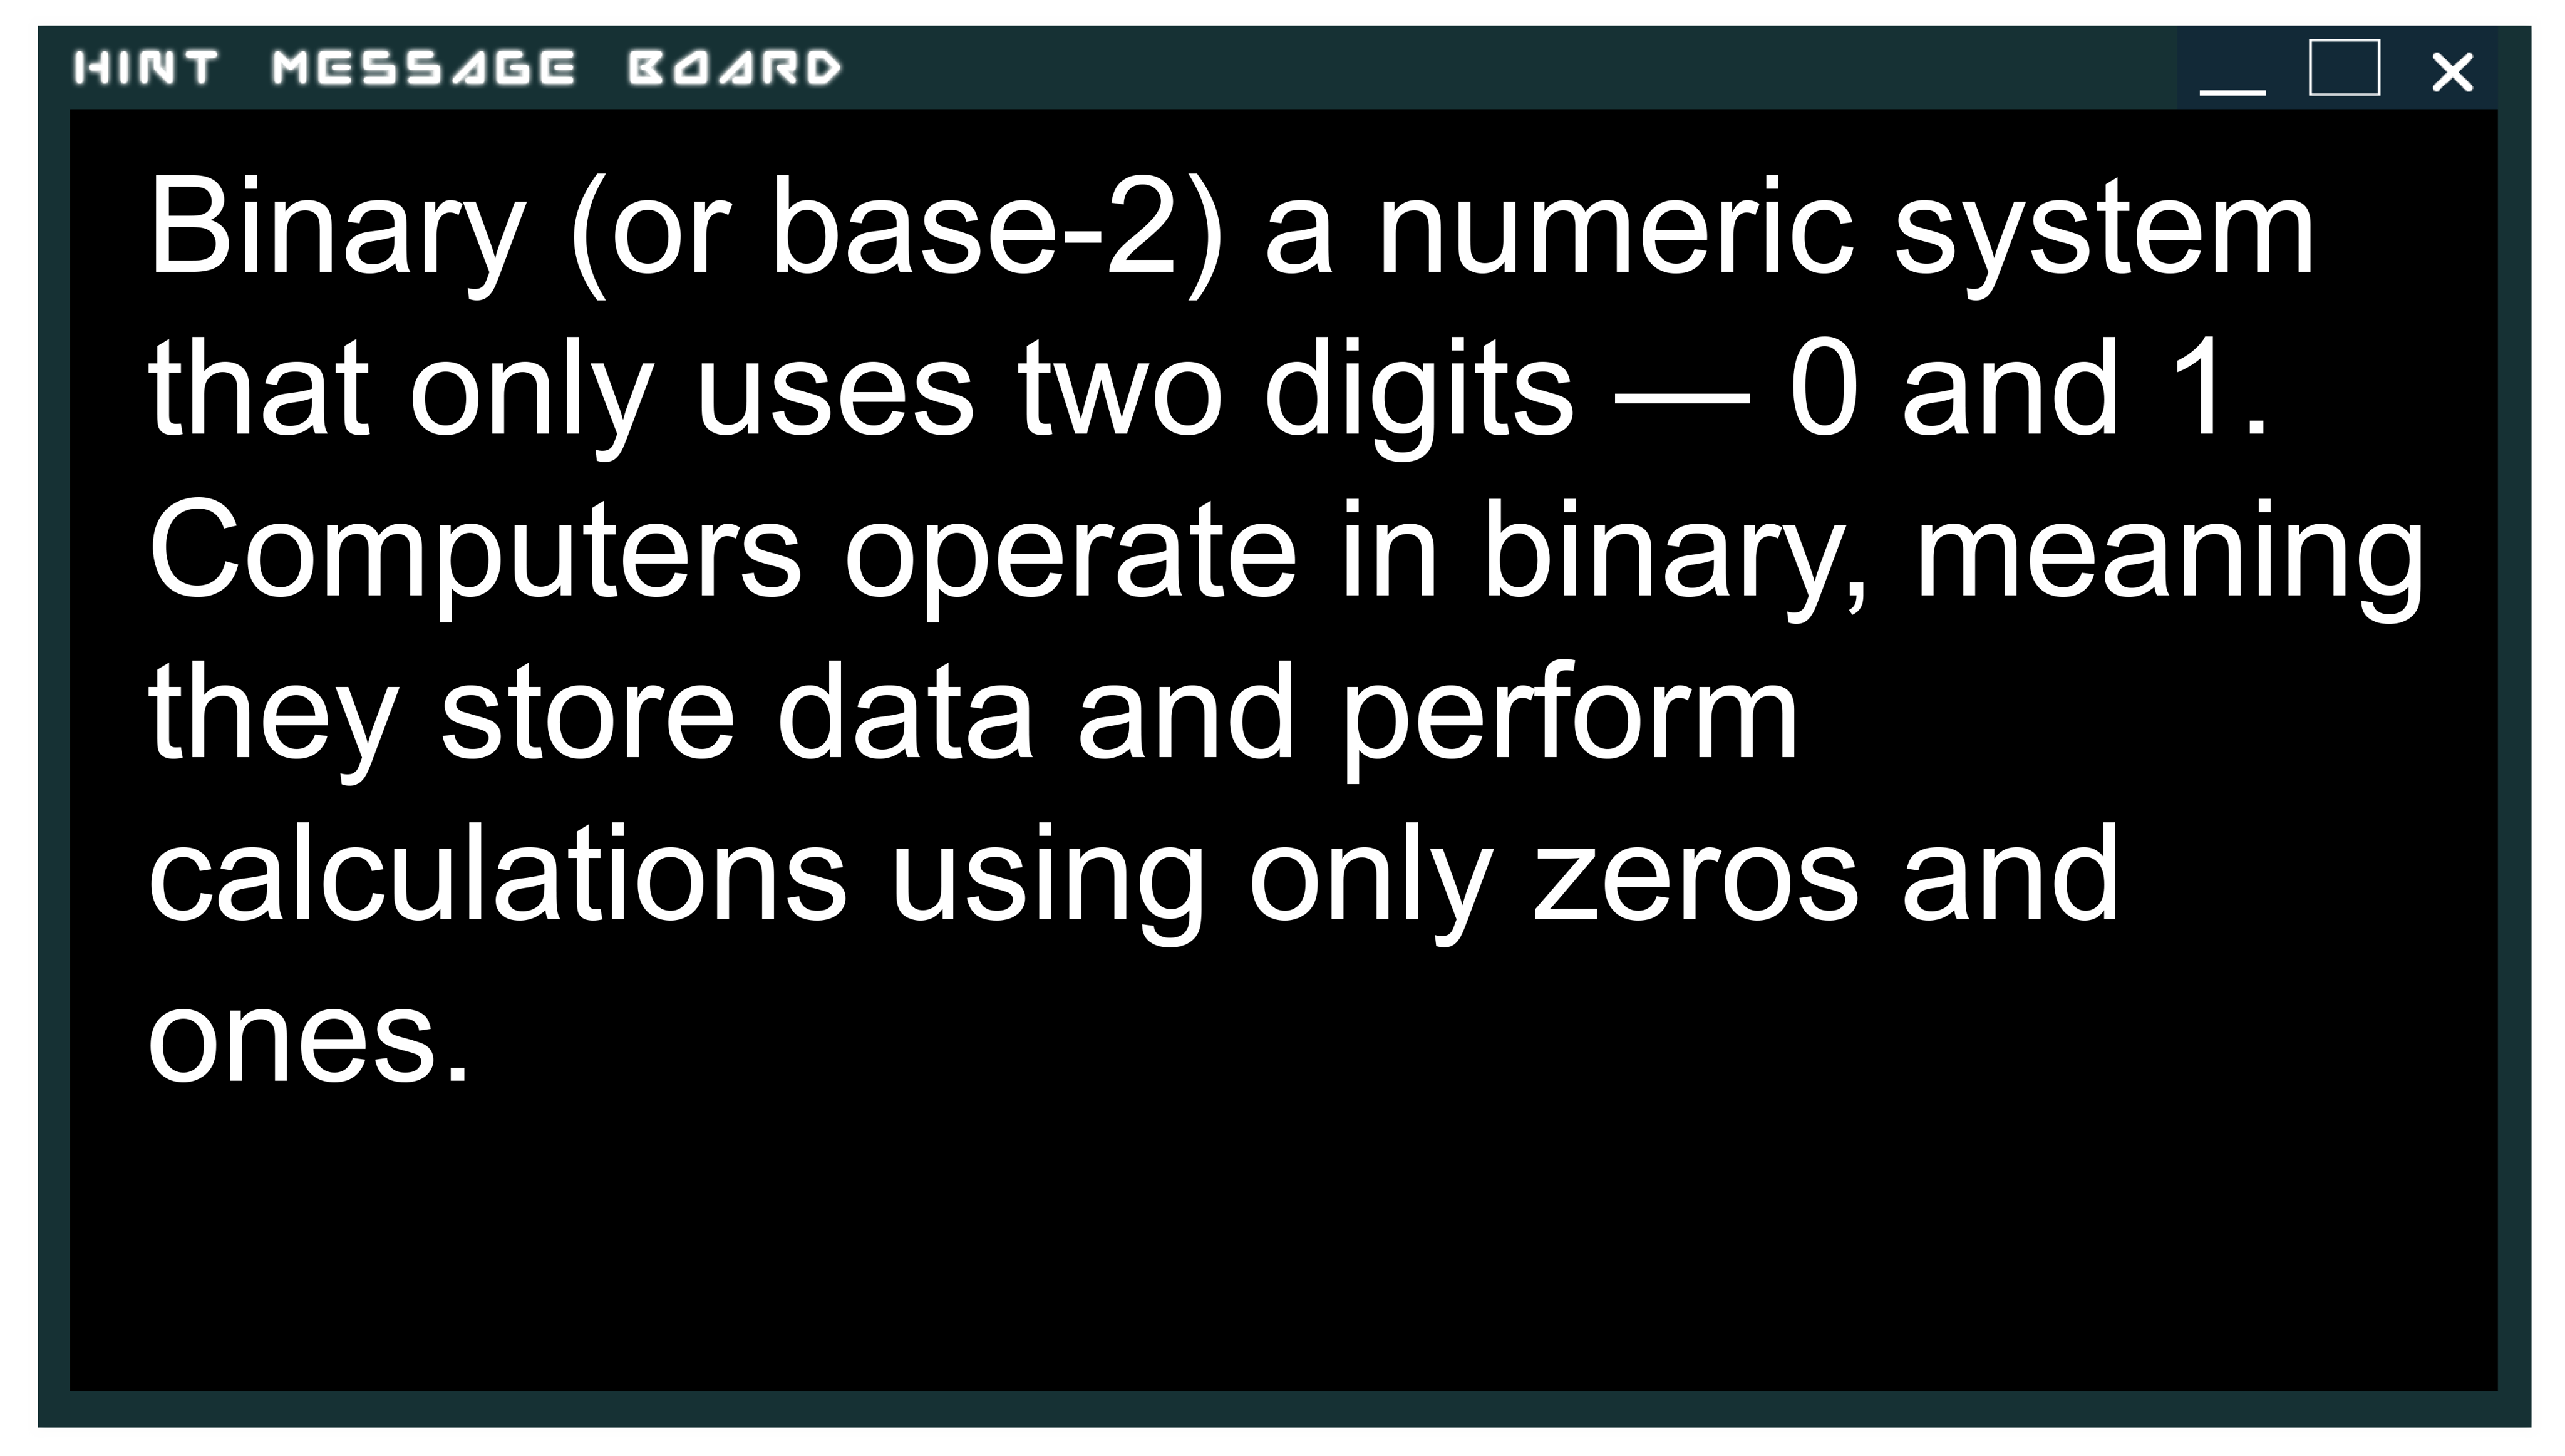 HINT MESSAGE BOARD
Binary (or base-2) a numeric system
that only uses two digits — 0 and 1.
Computers operate in binary, meaning
they store data and perform
calculations using only zeros and
ones.